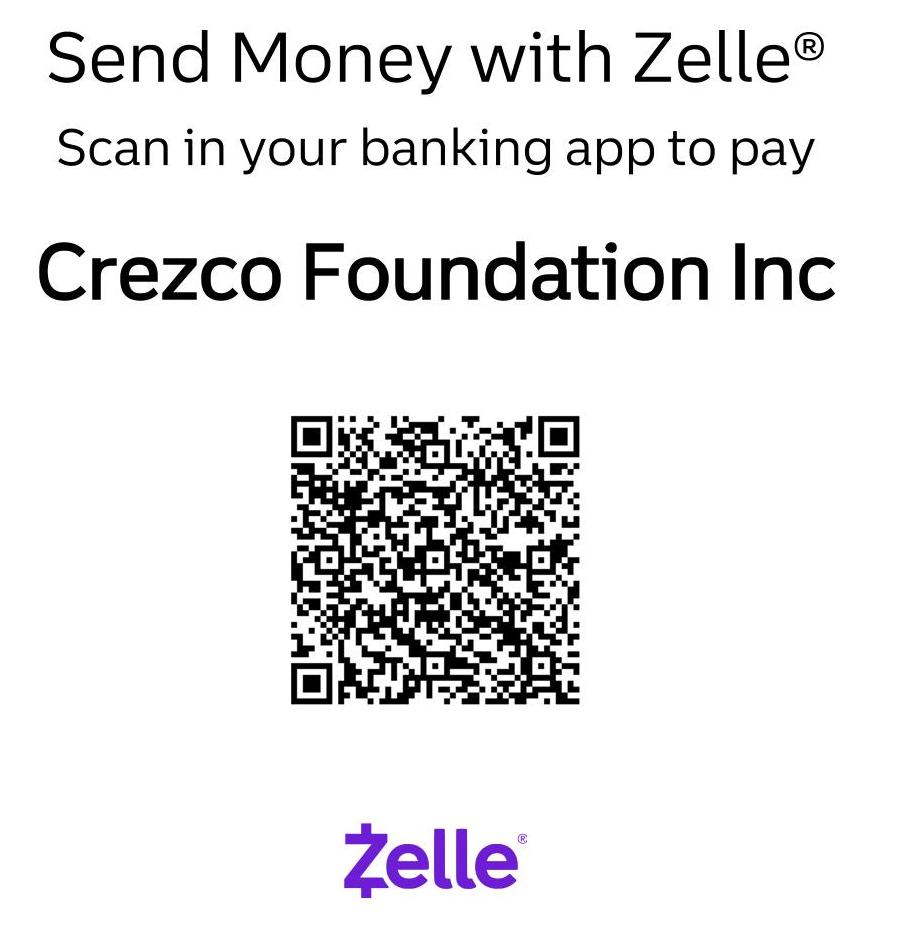 Send Money with Zelle®
Scan in your banking app to pay
Crezco Foundation Inc
Zelle®